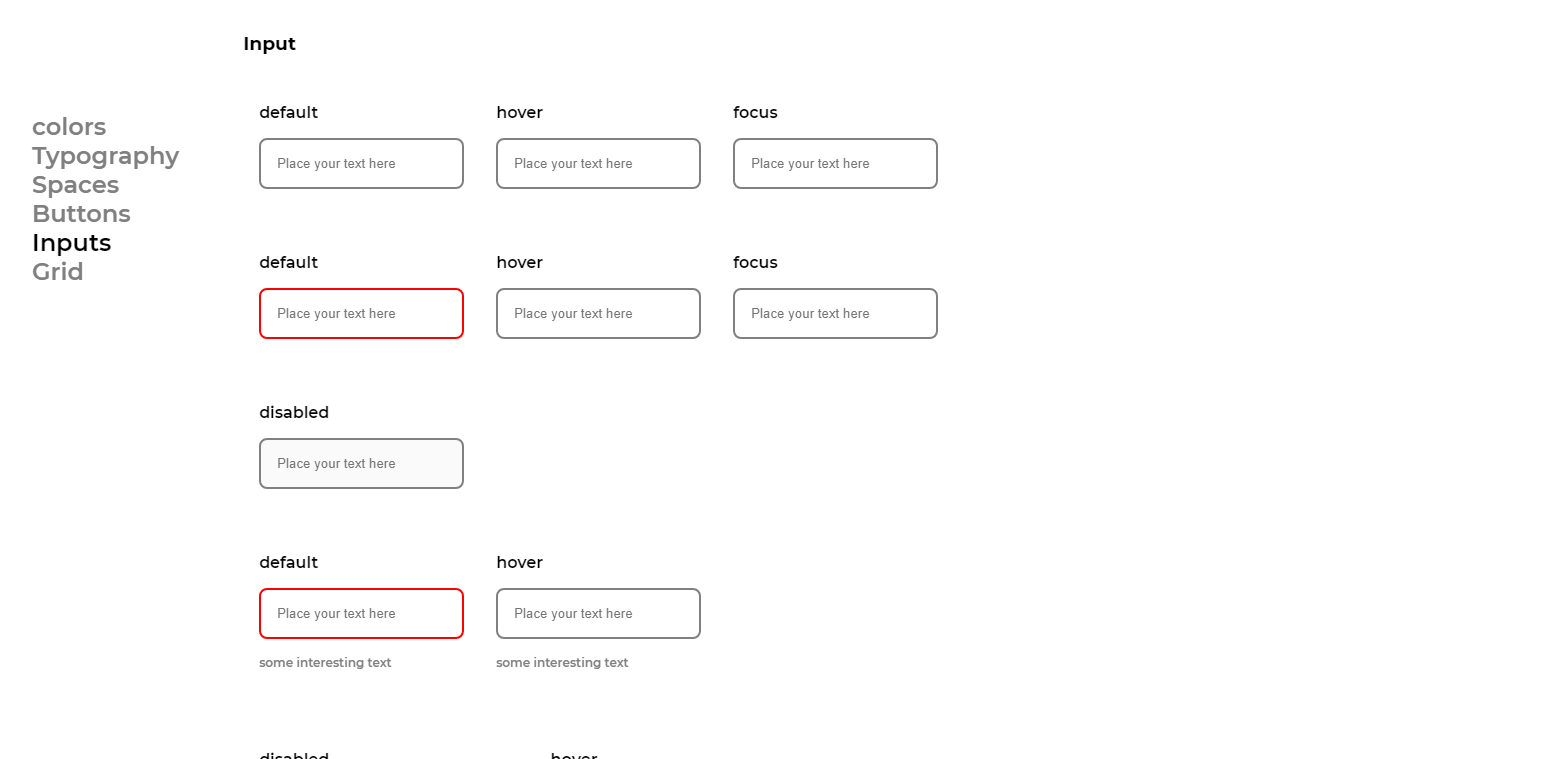 Input
colors
Typography
Spaces
Buttons
Inputs
Grid
default hover focus
Place your text here Place your text here Place your text here
default hover focus
Place your text here Place your text here Place your text here
disabled
Place your text here
default hover
Place your text here Place your text here
some interesting text some interesting text
disabled hover